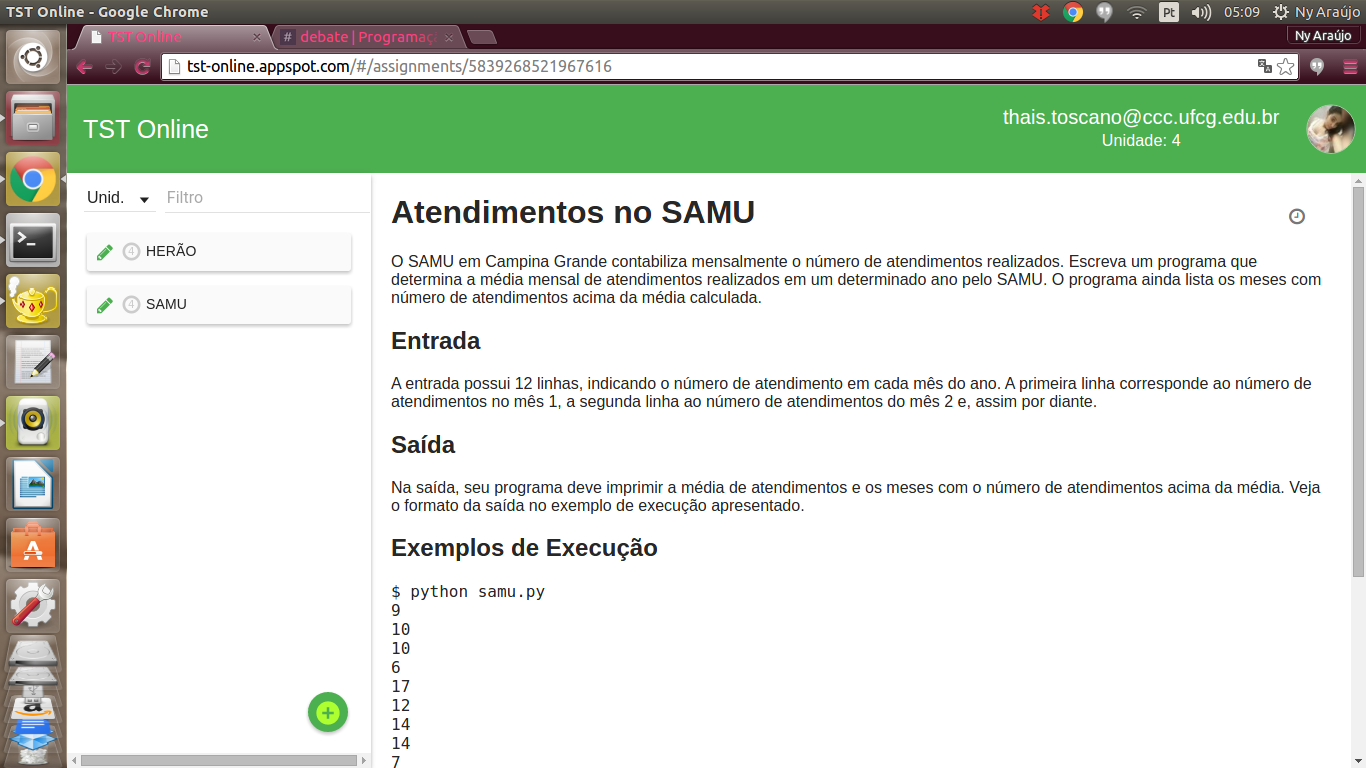 TST Online - Google Chrome
Pt
05:09
Ny Araújo
TST Online
# debate | Programaç
Ny Araújo
tst-online.appspot.com/#/assignments/5839268521967616
TST Online
thais.toscano@ccc.ufcg.edu.br
Unidade: 4
Unid.
Filtro
4 HERÃO
4 SAMU
Atendimentos no SAMU
O SAMU em Campina Grande contabiliza mensalmente o número de atendimentos realizados. Escreva um programa que
determina a média mensal de atendimentos realizados em um determinado ano pelo SAMU. O programa ainda lista os meses com
número de atendimentos acima da média calculada.
Entrada
A entrada possui 12 linhas, indicando o número de atendimento em cada mês do ano. A primeira linha corresponde ao número de
atendimentos no mês 1, a segunda linha ao número de atendimentos do mês 2 e, assim por diante.
Saída
Na saída, seu programa deve imprimir a média de atendimentos e os meses com o número de atendimentos acima da média. Veja
o formato da saída no exemplo de execução apresentado.
Exemplos de Execução
$ python samu.py
9
10
10
6
17
12
14
14
7